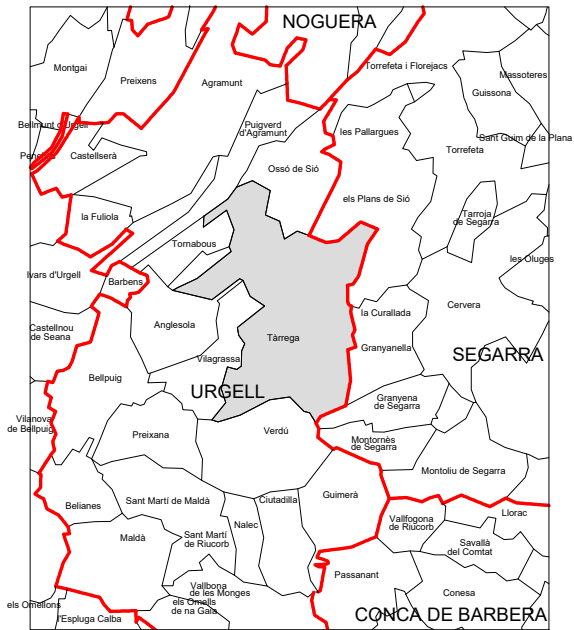 NOGUERA
Montgai
Preixens
Agramunt
Torrefeta i Florejacs
Massoteres
Guissona
Bellmunt d'Urgell
Puigverd
d'Agramunt
les Pallargues
Sant Guim de la Plana
Penelles
Castellserà
Torrefeta
Ossó de Sió
els Plans de Sió
la Fuliola
Tarroja
de Segarra
Tornabous
les Oluges
Ivars d'Urgell
Barbens
Cervera
la Curallada
Castellnou
de Seana
Anglesola
Tàrrega
Granyanella
SEGARRA
Vilagrassa
Bellpuig
URGELL
Granyena
de Segarra
Vilanova
de Bellpuig
Preixana
Verdú
Montornès
de Segarra
Montoliu de Segarra
Belianes
Sant Martí de Maldà
Ciutadilla
Guimerà
Llorac
Nalec
Vallfogona
de Riucorb
Maldà
Sant Martí
de Riucorb
Savallà
del Comtat
Passanant
Vallbona
de les Monges
Conesa
els Omellons
els Omells
de na Gaia
l'Espluga Calba
CONCA DE BARBERA